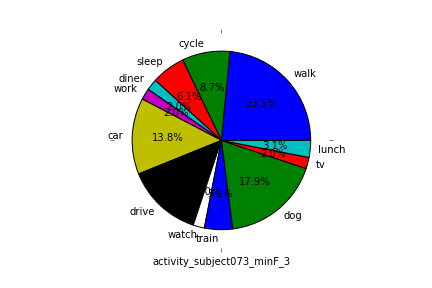 cycle
sleep
walk
8.7%
diner
6.1%
23.5%
work
2.0%
2.0%
car
13.8%
3.1%
lunch
2.0%
tv
17.9%
drive
dog
watch
train
activity_subject073_minF_3